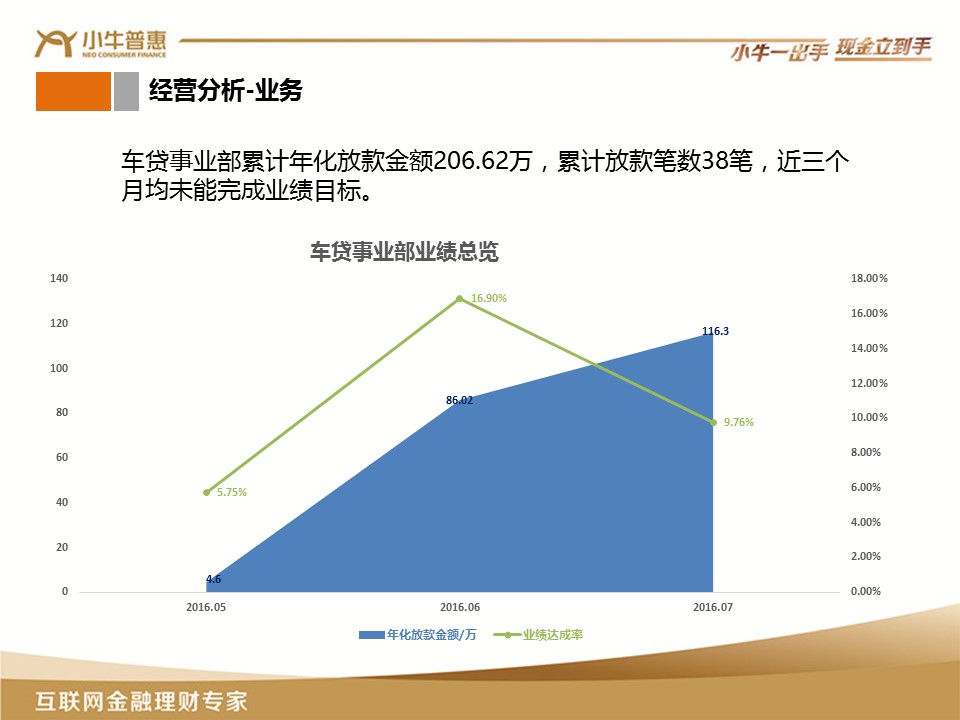 小牛普惠
NEO CONSUMER FINANCE
小牛一出手 现金立到手
经营分析-业务
车贷事业部累计年化放款金额206.62万，累计放款笔数38笔，近三个
月均未能完成业绩目标。
车贷事业部业绩总览
140
120
100
80
60
40
20
0
18.00%
16.00%
14.00%
12.00%
10.00%
8.00%
6.00%
4.00%
2.00%
0.00%
16.90%
116.3
86.02
9.76%
5.75%
4.6
2016.05 2016.06 2016.07
年化放款金额/万 业绩达成率
互联网金融理财专家